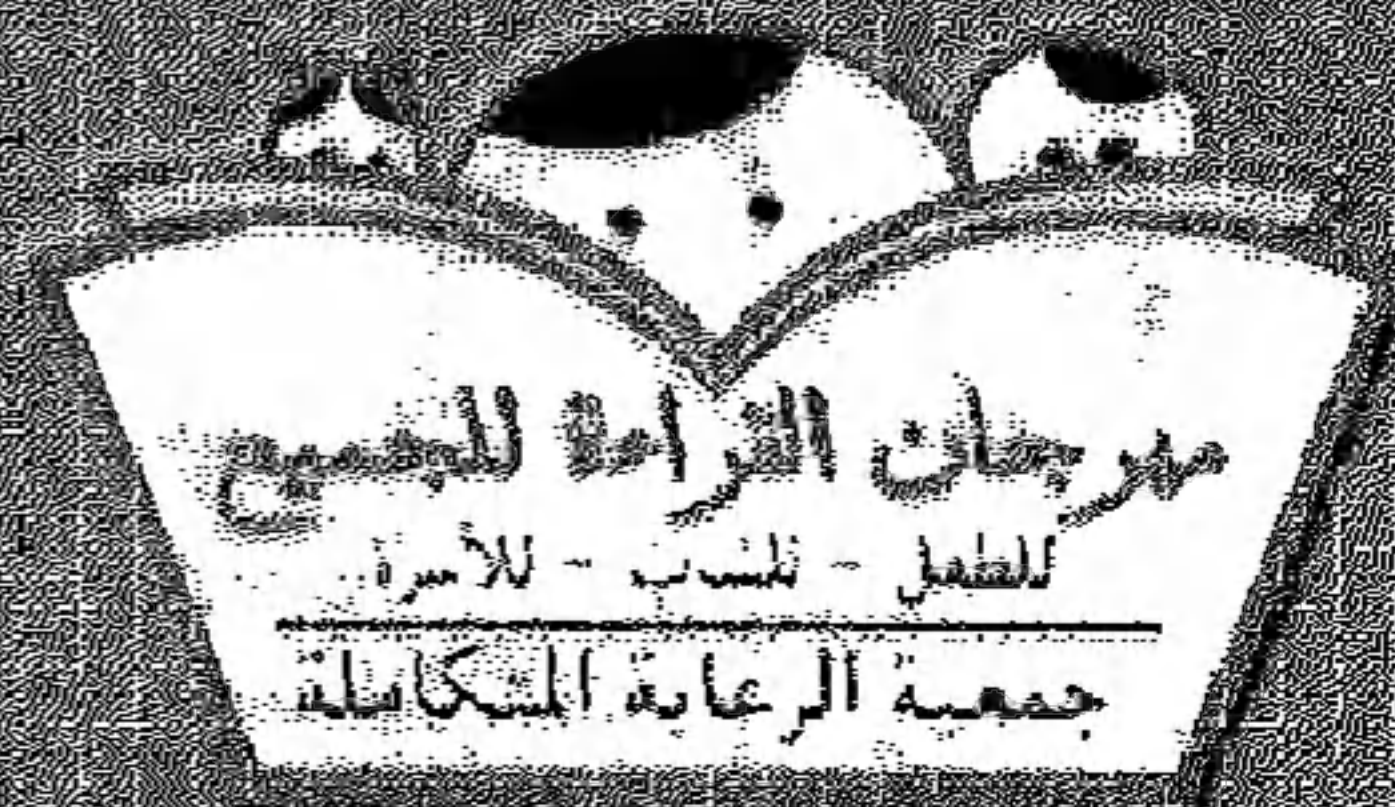 مهرجان القراءة للجميع
للطفل - للشباب - للأسرة
جمعية الرعاية المتكاملة